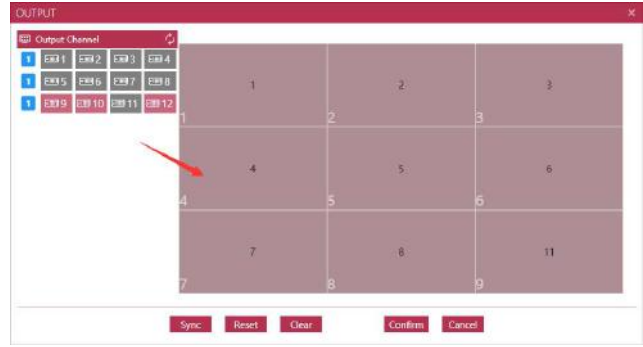 OUTPUT ×
Output Channel
1 1 2 3 4
1 5 6 7 8
1 9 10 11 12
1 2 3
1 2 3
4 5 6
4 5 6
7 8 11
7 8 9
Sync Reset Clear Confirm Cancel